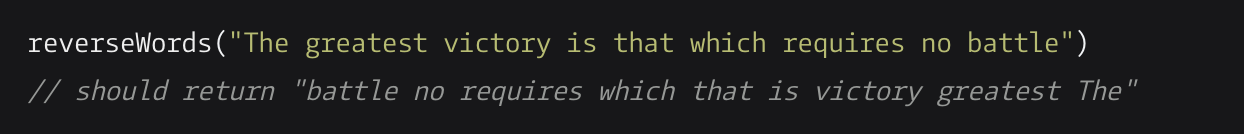 reverseWords("The greatest victory is that which requires no battle")
// should return "battle no requires which that is victory greatest The"